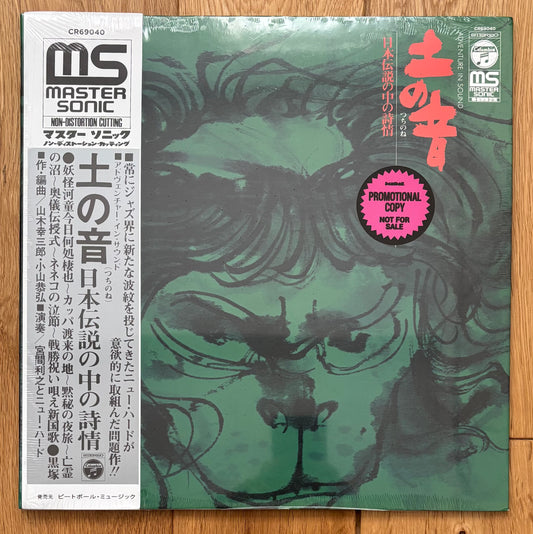 CR69040
MS
MASTER
SONIC
NON-DISTORTION CUTTING
マスター ソニック
ノン・ディストーション・カッティング
■常にジャズ界に新たな波紋を投じてきたニュー・ハードが
意欲的に取組んだ問題作!!
アドヴェンチャー・イン・サウンド
土の音
[つちのね]
日本伝説の中の詩情
●妖怪河童今日何処棲也〜カッパ渡来の地〜黙秘の夜旅〜亡霊
の沼〜奥儀伝授式〜ネネコの泣節〜戦勝祝い唄え新国歌●黒塚
■作・編曲/山木幸三郎・小山恭弘■演奏/宮間利之とニュー・ハード
発売元 ビートボール・ミュージック
土の音
つちのね
ADVENTURE IN SOUND
日本伝説の中の詩情
CR69040
MS
MASTER
SONIC
PROMOTIONAL
COPY
NOT FOR
SALE